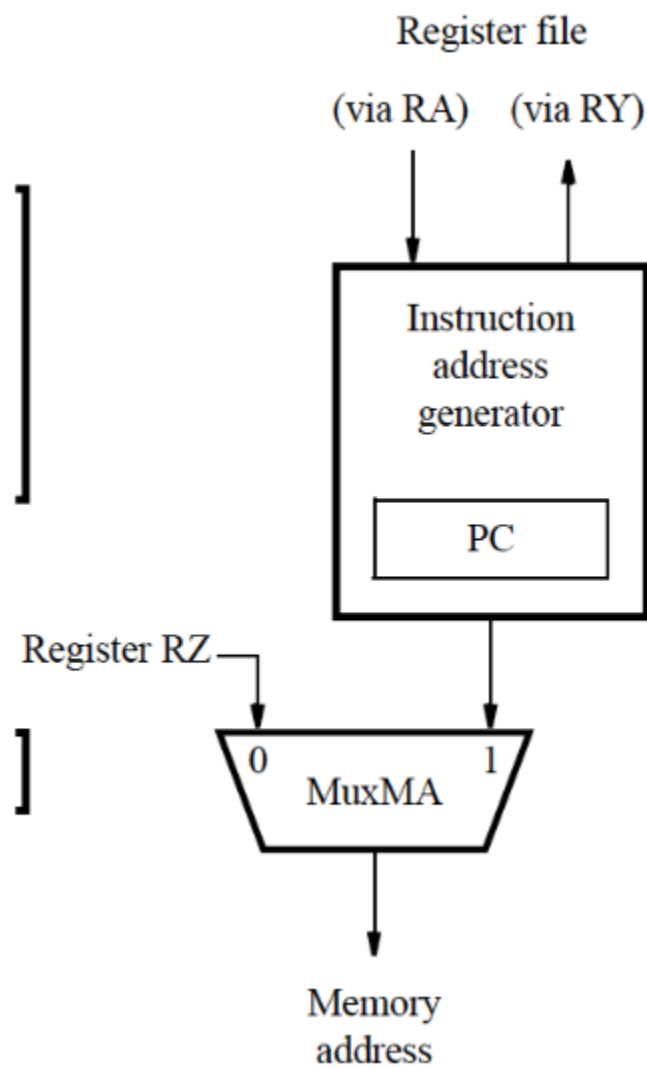 Register file
(via RA) (via RY)
Instruction
address
generator
PC
Register RZ
0 1
MuxMA
Memory
address